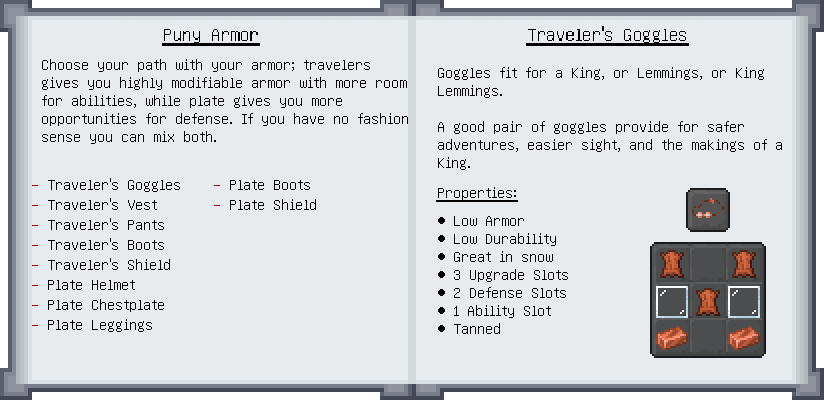 Puny Armor
Choose your path with your armor; travelers
gives you highly modifiable armor with more room
for abilities, while plate gives you more
opportunities for defense. If you have no fashion
sense you can mix both.
- Traveler's Goggles
- Traveler's Vest
- Traveler's Pants
- Traveler's Boots
- Traveler's Shield
- Plate Helmet
- Plate Chestplate
- Plate Leggings
- Plate Boots
- Plate Shield
Traveler's Goggles
Goggles fit for a King, or Lemmings, or King
Lemmings.
A good pair of goggles provide for safer
adventures, easier sight, and the makings of a
King.
Properties:
● Low Armor
● Low Durability
● Great in snow
● 3 Upgrade Slots
● 2 Defense Slots
● 1 Ability Slot
● Tanned